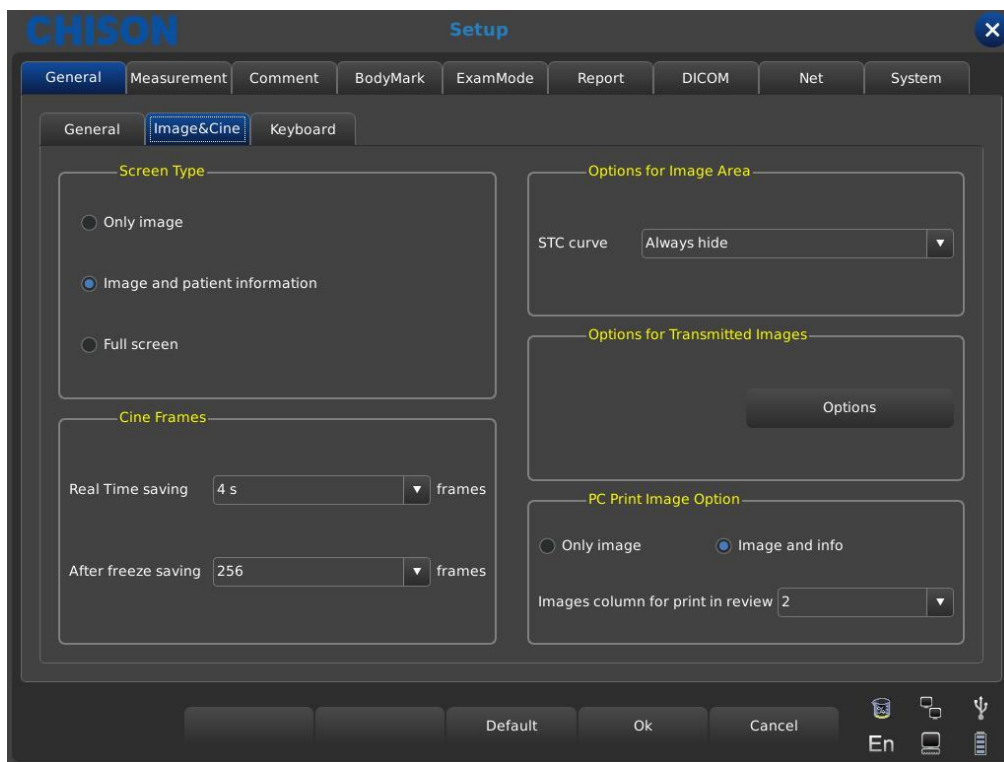 CHISON
Setup
General Measurement Comment BodyMark ExamMode Report DICOM Net System
General Image&Cine Keyboard
Screen Type
Only image
Image and patient information
Full screen
Cine Frames
Real Time saving 4 s frames
After freeze saving 256 frames
Options for Image Area
STC curve Always hide
Options for Transmitted Images
Options
PC Print Image Option
Only image Image and info
Images column for print in review 2
Default Ok Cancel
En